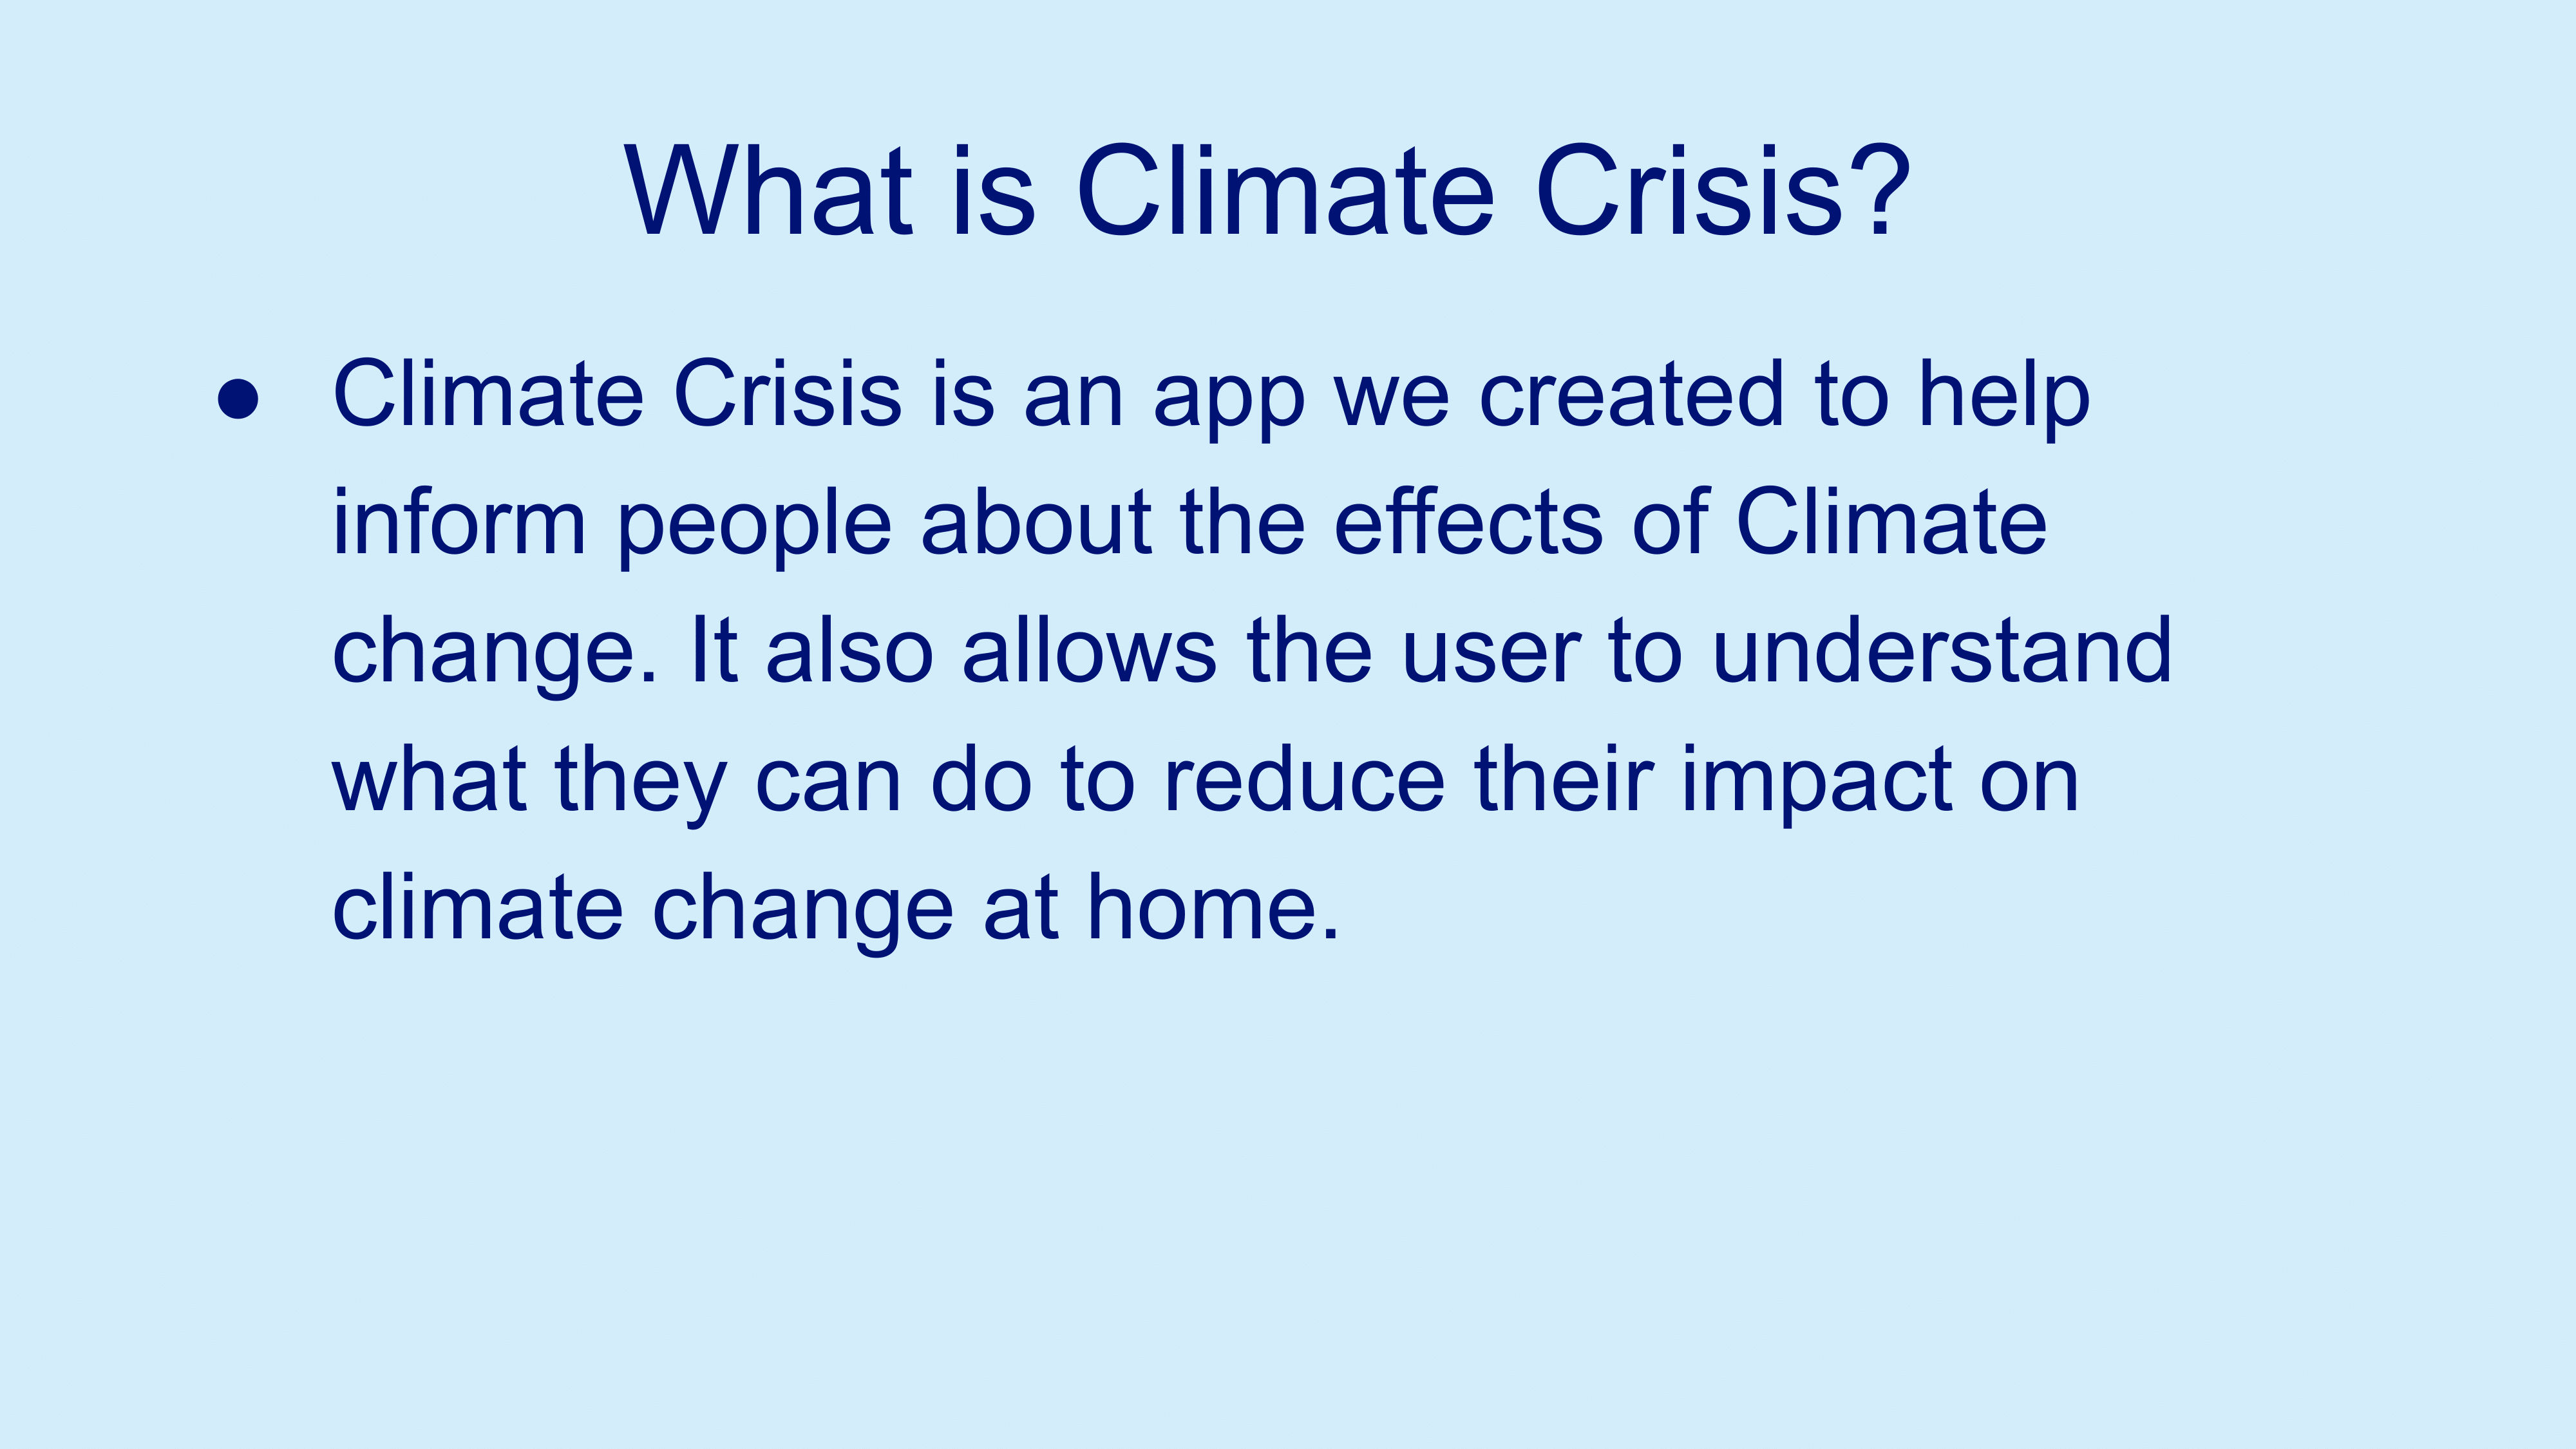 What is Climate Crisis?
● Climate Crisis is an app we created to help
inform people about the effects of Climate
change. It also allows the user to understand
what they can do to reduce their impact on
climate change at home.